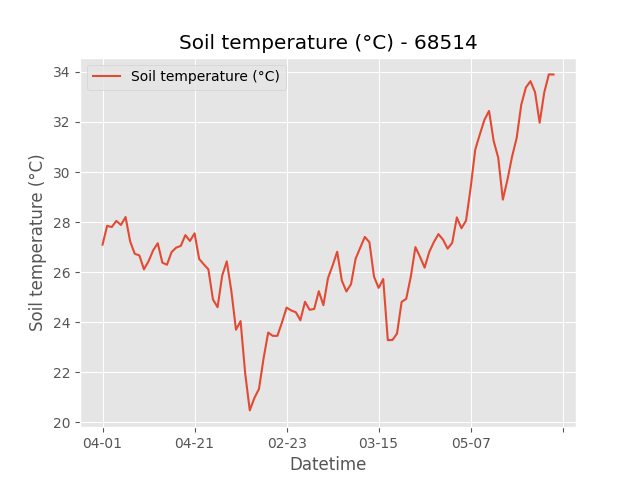 Soil temperature (°C) - 68514
Soil temperature (°C)
Soil temperature (°C)
34
32
30
28
26
24
22
20
04-01 04-21 02-23 03-15 05-07
Datetime